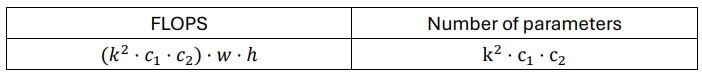 FLOPS Number of parameters
(k² · c₁ · c₂) · w · h k² · c₁ · c₂